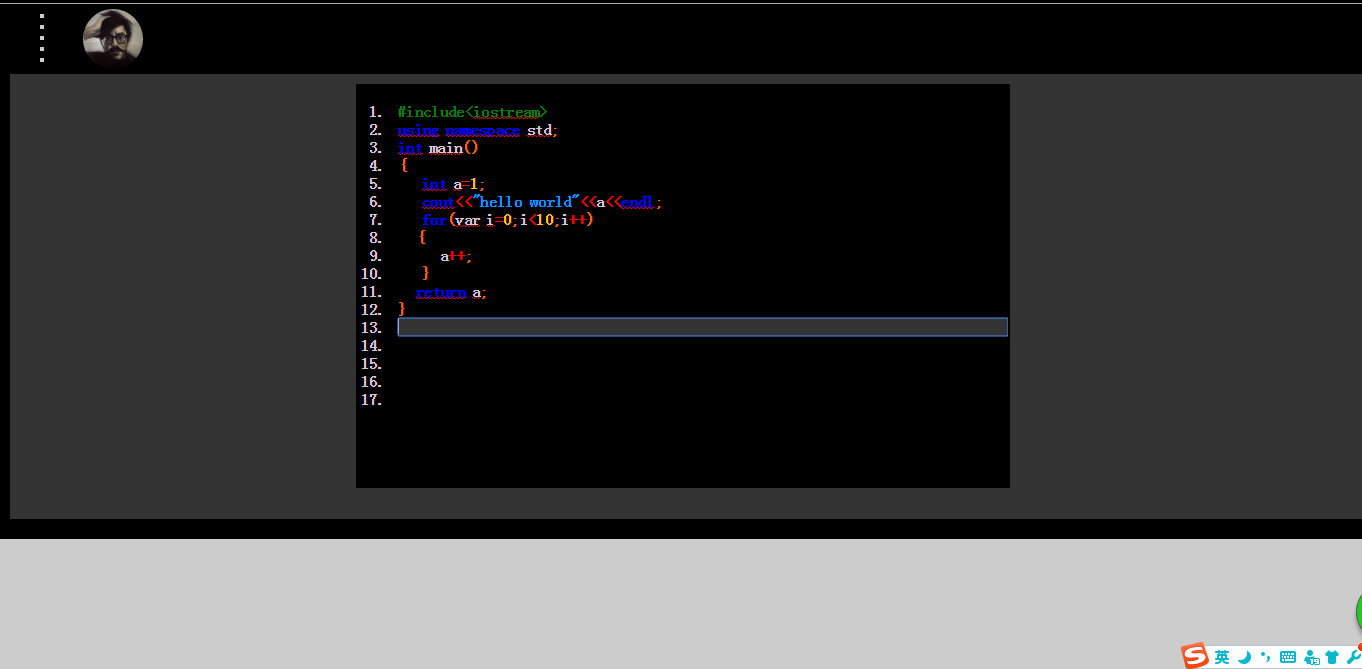 1. #include<iostream>
2. using namespace std;
3. int main()
4. {
5. int a=1;
6. cout<<"hello world"<<a<<endl;
7. for(var i=0;i<10;i++)
8. {
9. a++;
10. }
11. return a;
12. }
13.
14.
15.
16.
17.
S 英